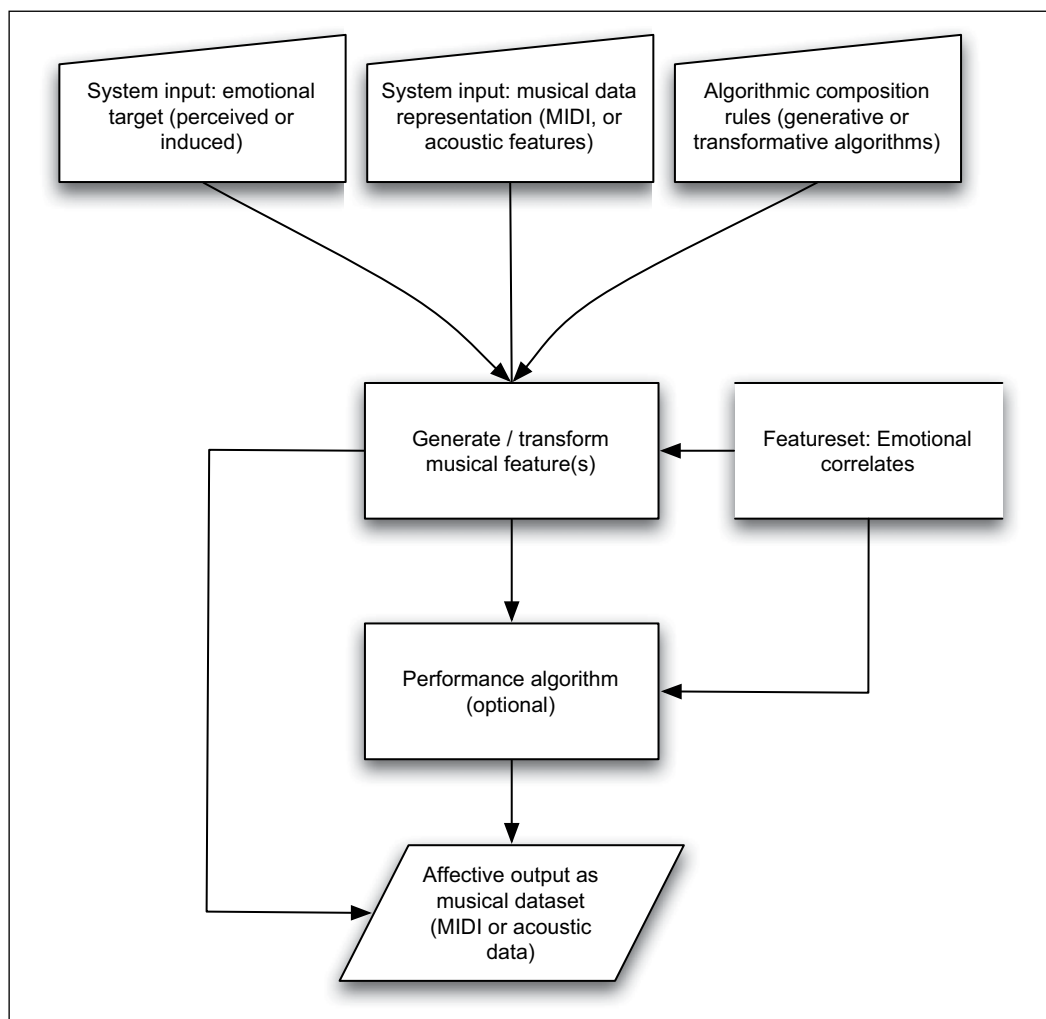 System input: emotional
target (perceived or
induced)
System input: musical data
representation (MIDI, or
acoustic features)
Algorithmic composition
rules (generative or
transformative algorithms)
Generate / transform
musical feature(s)
Featureset: Emotional
correlates
Performance algorithm
(optional)
Affective output as
musical dataset
(MIDI or acoustic
data)